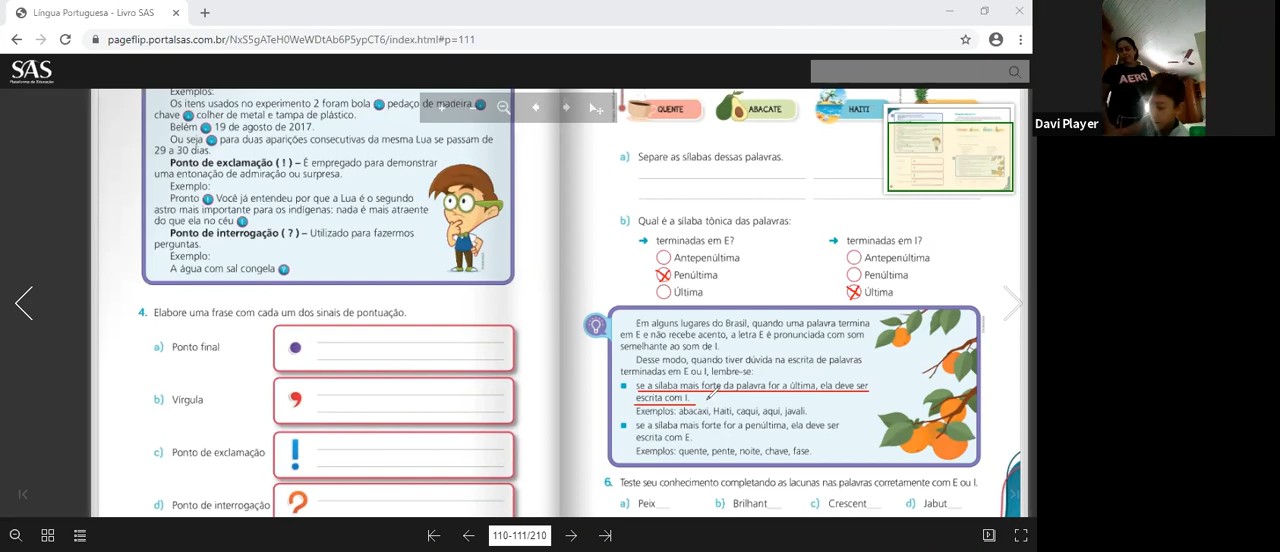 Língua Portuguesa - Livro SAS
pageflip.portalsas.com.br/NxS5gATeH0WeWDtAb6P5ypCT6/index.html#p=111
SAS
Plataforma de Educação
Exemplos:
Os itens usados no experimento 2 foram bola , pedaço de madeira ,
chave , colher de metal e tampa de plástico.
Belém , 19 de agosto de 2017.
Ou seja , para duas aparições consecutivas da mesma Lua se passam de
29 a 30 dias.
Ponto de exclamação ( ! ) – É empregado para demonstrar
uma entonação de admiração ou surpresa.
Exemplo:
Pronto ! Você já entendeu por que a Lua é o segundo
astro mais importante para os indígenas: nada é mais atraente
do que ela no céu !
Ponto de interrogação ( ? ) – Utilizado para fazermos
perguntas.
Exemplo:
A água com sal congela ?
4. Elabore uma frase com cada um dos sinais de pontuação.
a) Ponto final
b) Vírgula ,
c) Ponto de exclamação !
d) Ponto de interrogação ?
QUENTE ABACATE HAITI
a) Separe as sílabas dessas palavras.
b) Qual é a sílaba tônica das palavras:
terminadas em E? terminadas em I?
Antepenúltima Antepenúltima
Penúltima Penúltima
Última Última
Em alguns lugares do Brasil, quando uma palavra termina
em E e não recebe acento, a letra E é pronunciada com som
semelhante ao som de I.
Desse modo, quando tiver dúvida na escrita de palavras
terminadas em E ou I, lembre-se:
se a sílaba mais forte da palavra for a última, ela deve ser
escrita com I.
Exemplos: abacaxi, Haiti, caqui, aqui, javali.
se a sílaba mais forte for a penúltima, ela deve ser
escrita com E.
Exemplos: quente, pente, noite, chave, fase.
6. Teste seu conhecimento completando as lacunas nas palavras corretamente com E ou I.
a) Peix___ b) Brilhant___ c) Crescent___ d) Jabut___
110-111/210
AERO
Davi Player